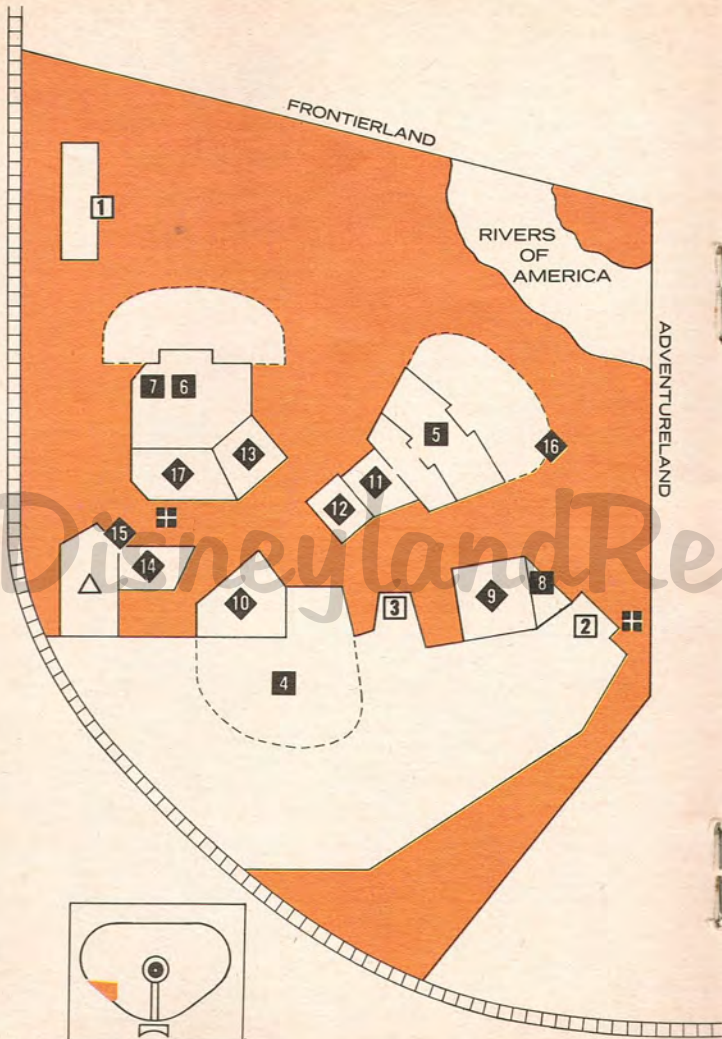 FRONTIERLAND
1
RIVERS
OF
AMERICA
ADVENTURELAND
7 6
5
16
13
17
11
12
15
14
DisneylandRe
8
9
10
3
2
4